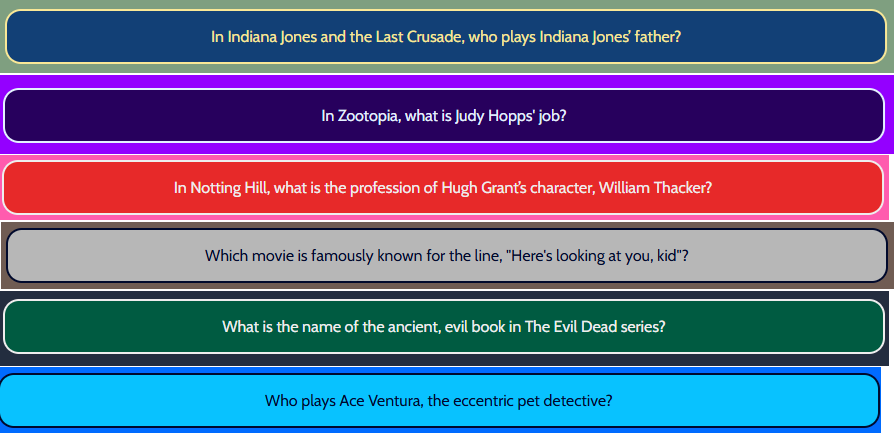 In Indiana Jones and the Last Crusade, who plays Indiana Jones' father?
In Zootopia, what is Judy Hopps' job?
In Notting Hill, what is the profession of Hugh Grant's character, William Thacker?
Which movie is famously known for the line, "Here's looking at you, kid"?
What is the name of the ancient, evil book in The Evil Dead series?
Who plays Ace Ventura, the eccentric pet detective?